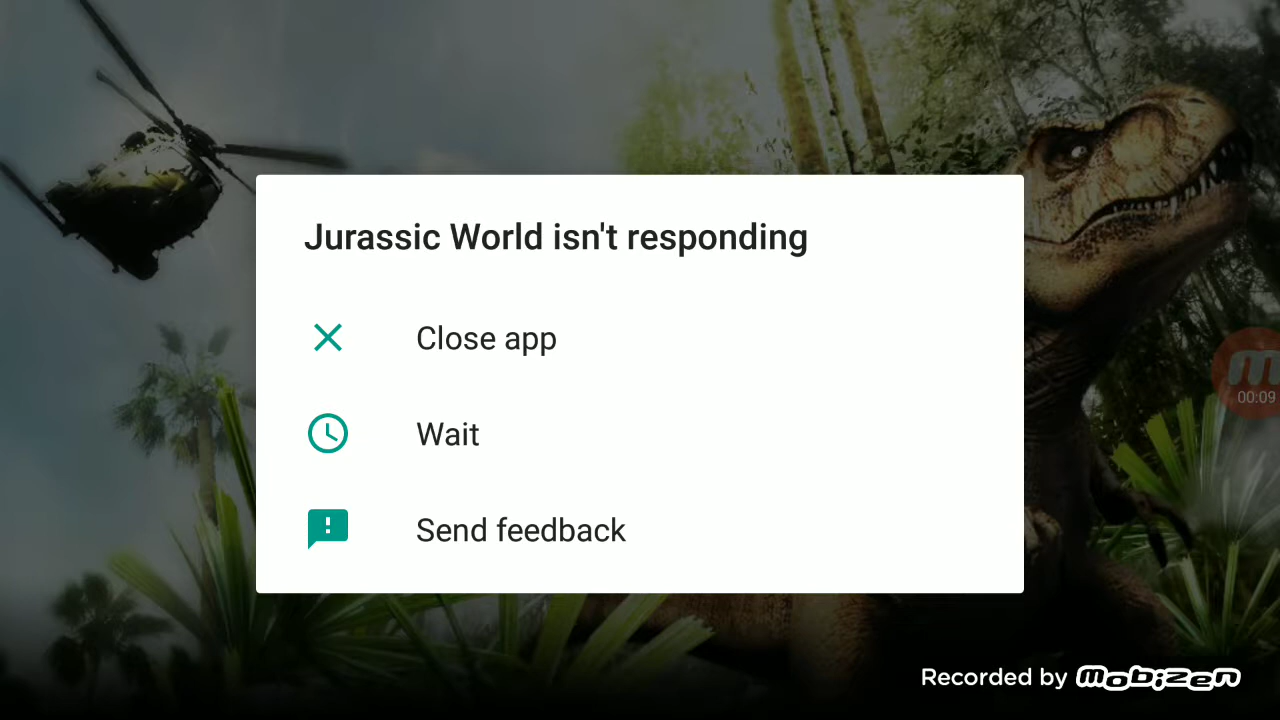 Jurassic World isn't responding
Close app
Wait
Send feedback
00:09
Recorded by mobizen